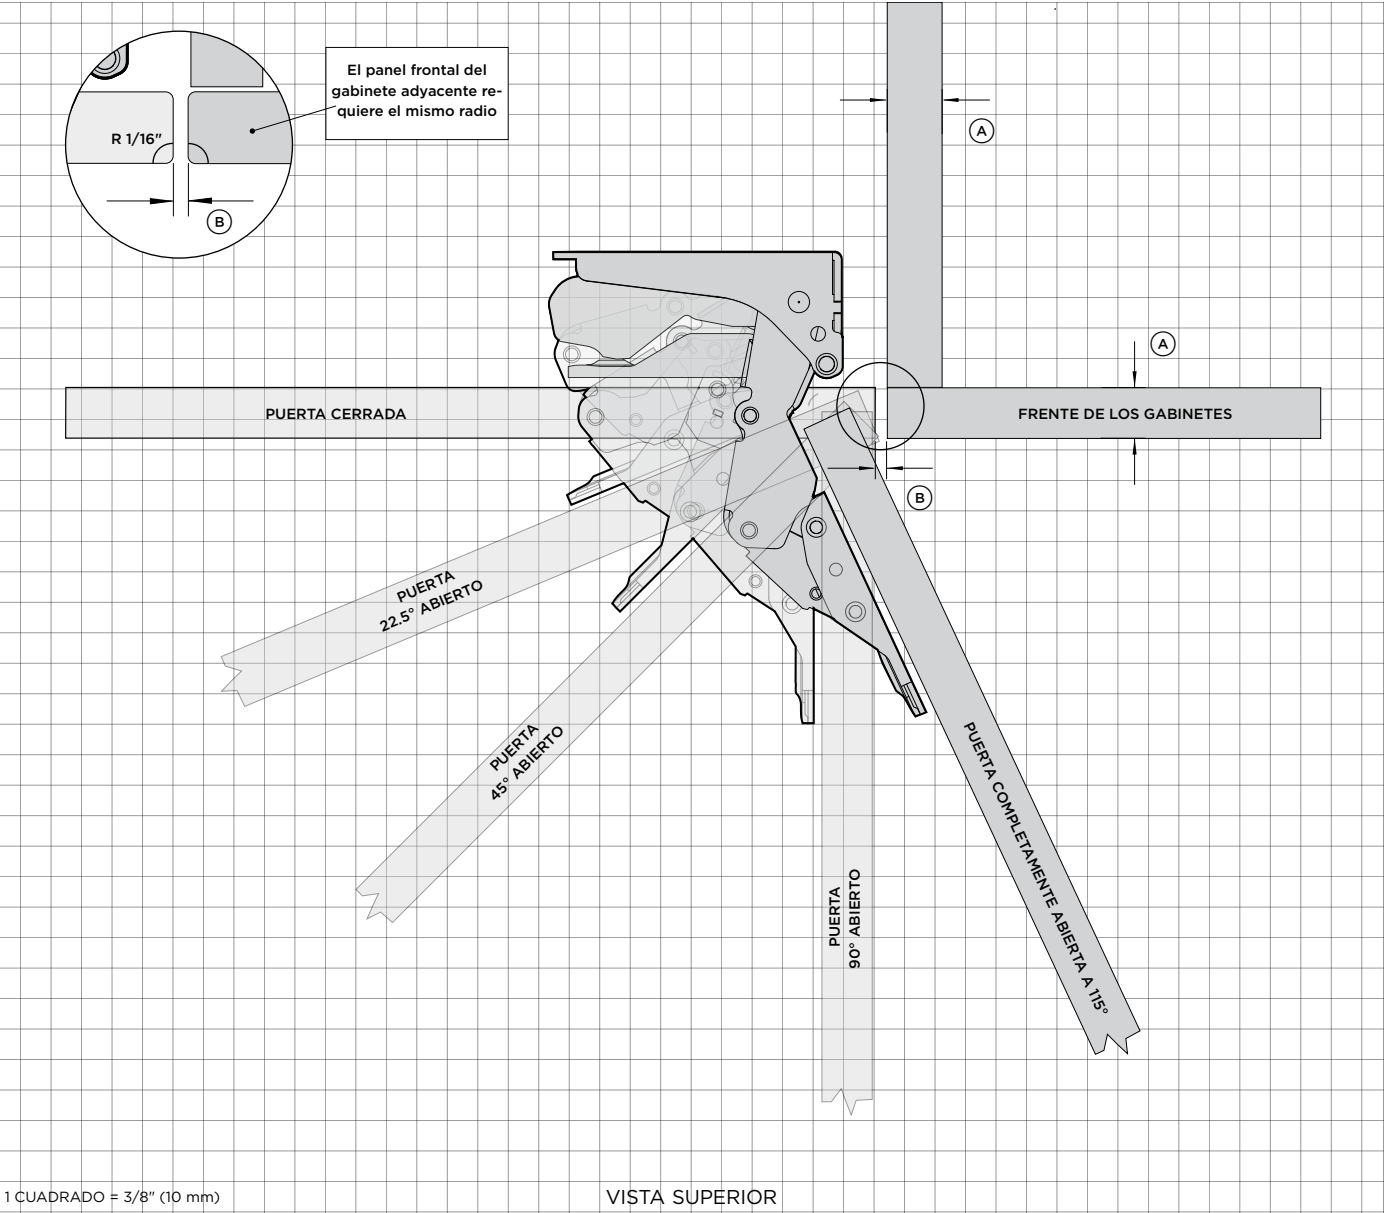 El panel frontal del
gabinete adyacente re-
quiere el mismo radio
R 1/16"
B
A
A
PUERTA CERRADA
FRENTE DE LOS GABINETES
B
PUERTA
22.5° ABIERTO
PUERTA
45° ABIERTO
PUERTA
90° ABIERTO
PUERTA COMPLETAMENTE ABIERTA A 115°
1 CUADRADO = 3/8" (10 mm)
VISTA SUPERIOR